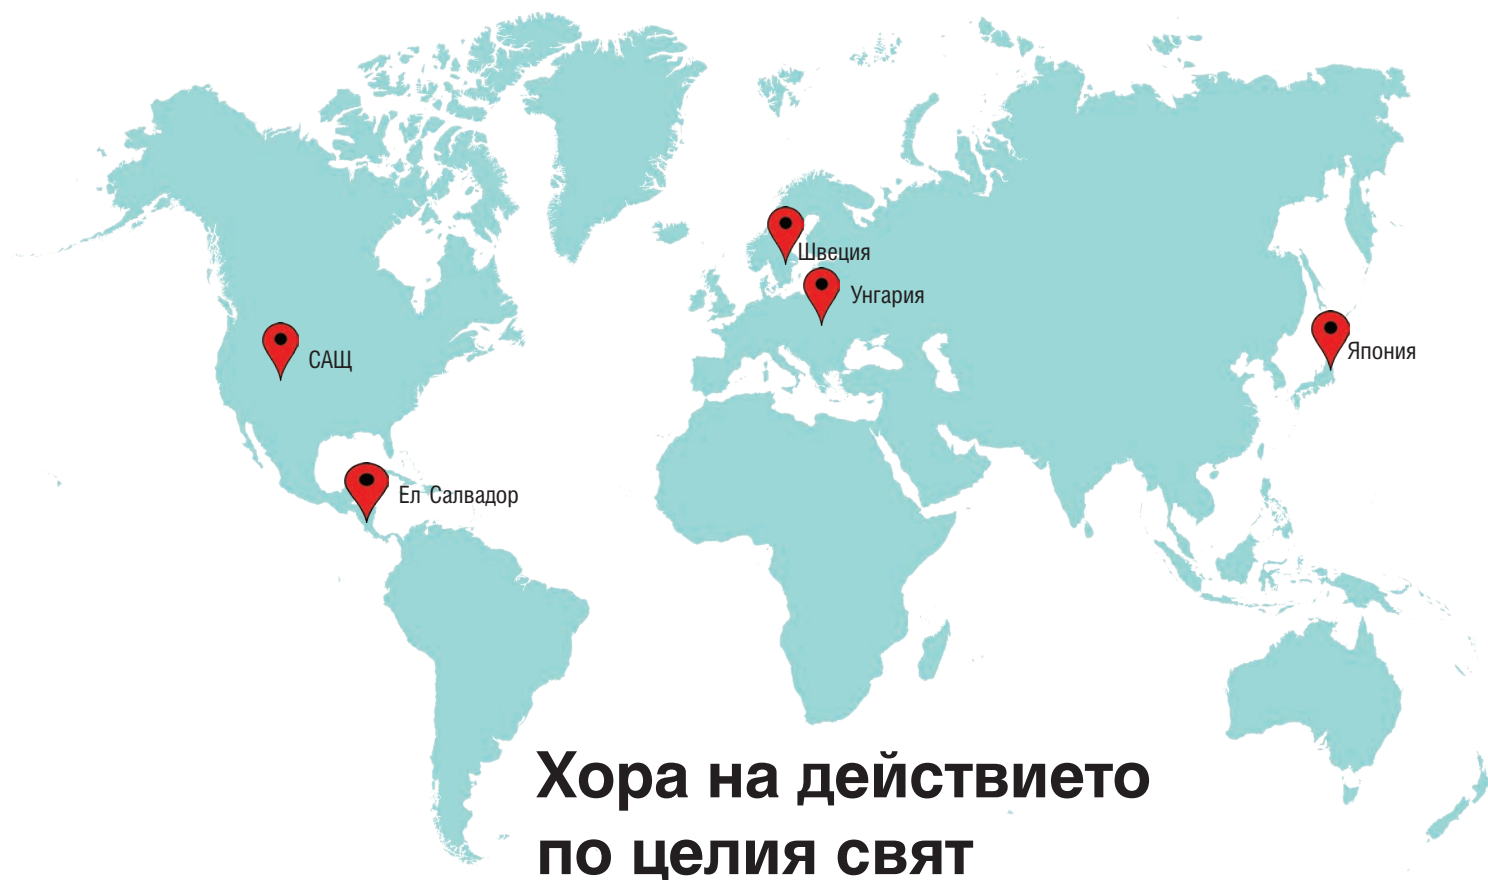 Швеция
Унгария
САЩ
Япония
Ел Салвадор
Хора на действието
по целия свят